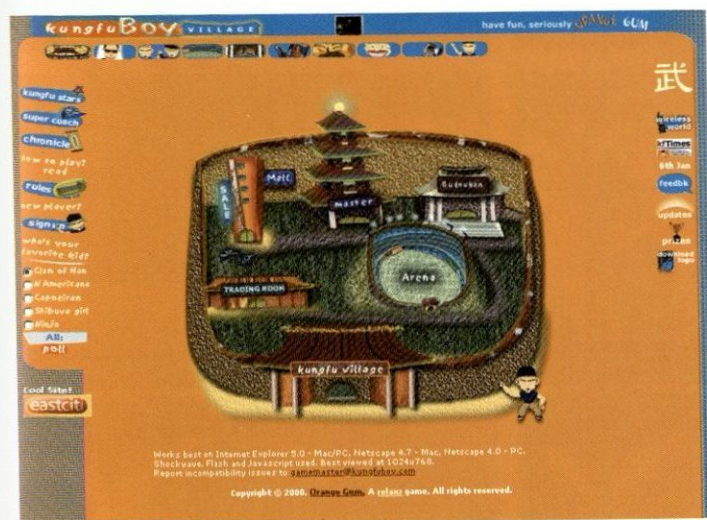 kungfu BOY VILLAGE
have fun, seriously ORANGE GUM
武
kungfu stars
super coach
chronicle
how to play?
read
rules
new player?
sign up
who's your
favorite kid?
Clan of Han
N Americana
Capoeiran
Shibuya girl
Ninja
All:
poll
Cool Site!
eastciti
SALE
Mall
master
Budoukan
Arena
TRADING ROOM
kungfu village
wireless
world
kfTimes
6th Jan
feedbk
updates
prizes
download
logo
Works best on Internet Explorer 5.0 - Mac/PC, Netscape 4.7 - Mac, Netscape 4.0 - PC.
Shockwave, Flash and Javascript used. Best viewed at 1024x768.
Report incompatibility issues to gamemaster@kungfuboy.com
Copyright © 2000. Orange Gum. A relanz game. All rights reserved.